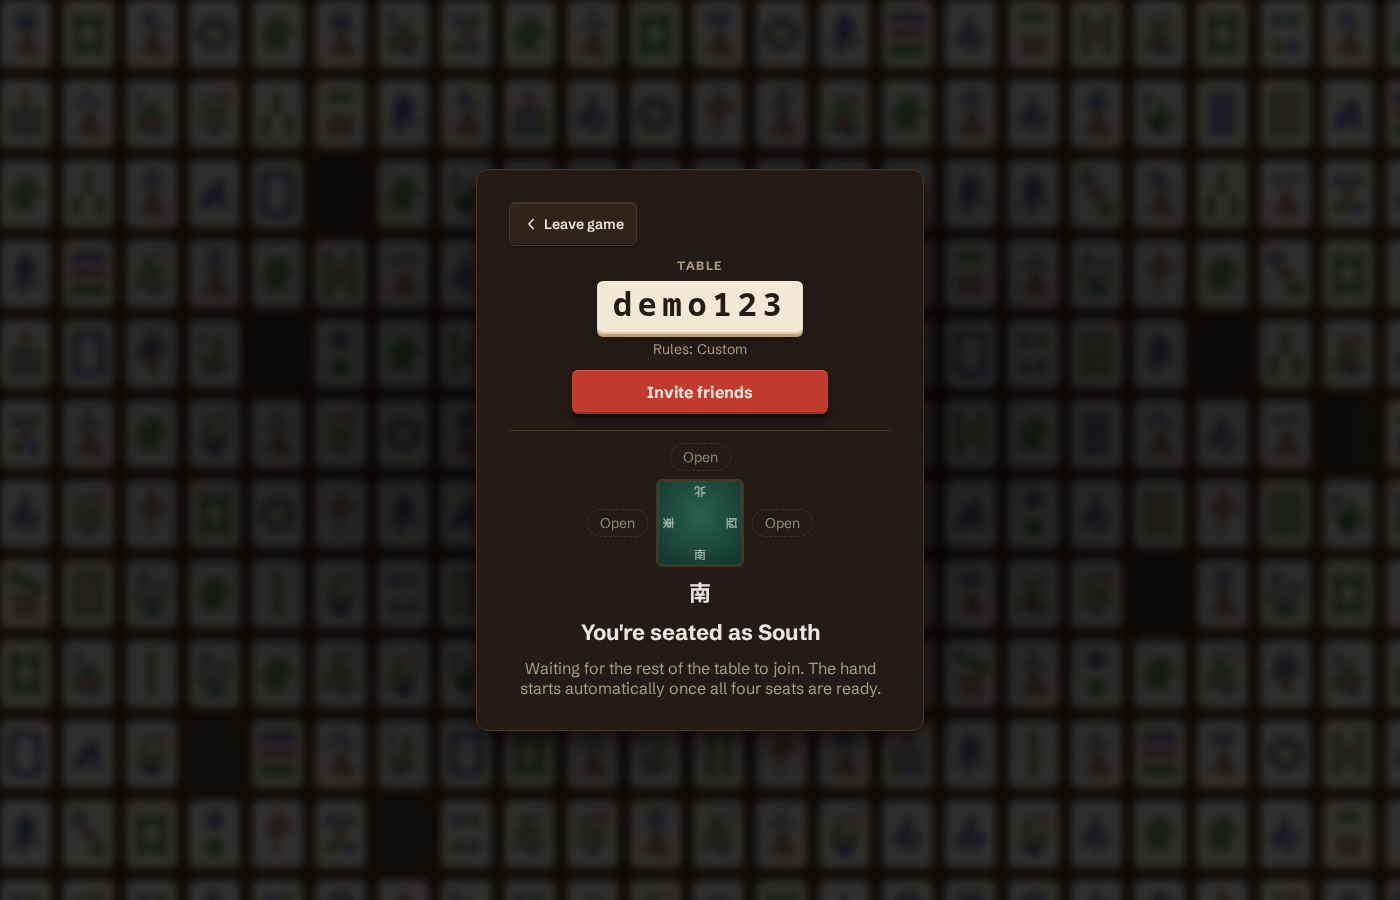 Leave game
TABLE
demo123
Rules: Custom
Invite friends
Open
北
Open
東
西
Open
南
南
You're seated as South
Waiting for the rest of the table to join. The hand
starts automatically once all four seats are ready.